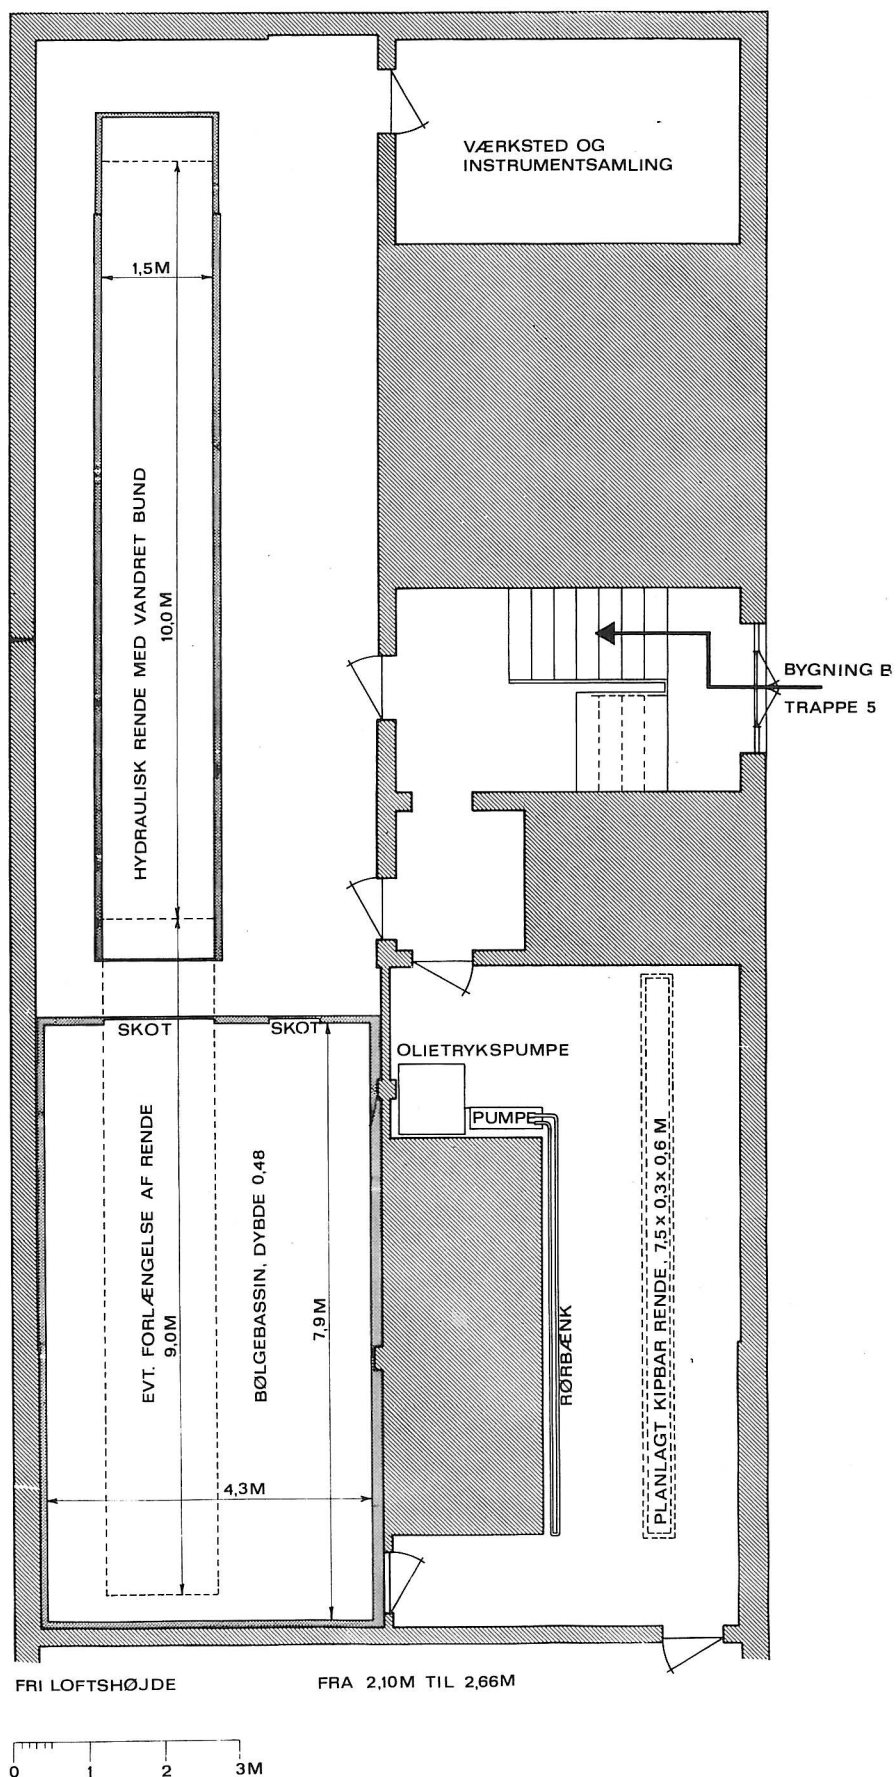 VÆRKSTED OG
INSTRUMENTSAMLING
1,5M
HYDRAULISK RENDE MED VANDRET BUND
10,0 M
BYGNING B
TRAPPE 5
SKOT
SKOT
OLIETRYKSPUMPE
PUMPE
EVT. FORLÆNGELSE AF RENDE
9,0M
BØLGEBASSIN, DYBDE 0,48
7,9M
4,3M
RØRBÆNK
PLANLAGT KIPBAR RENDE, 7,5 x 0,3 x 0,6 M
FRI LOFTSHØJDE FRA 2,10M TIL 2,66M
0 1 2 3M